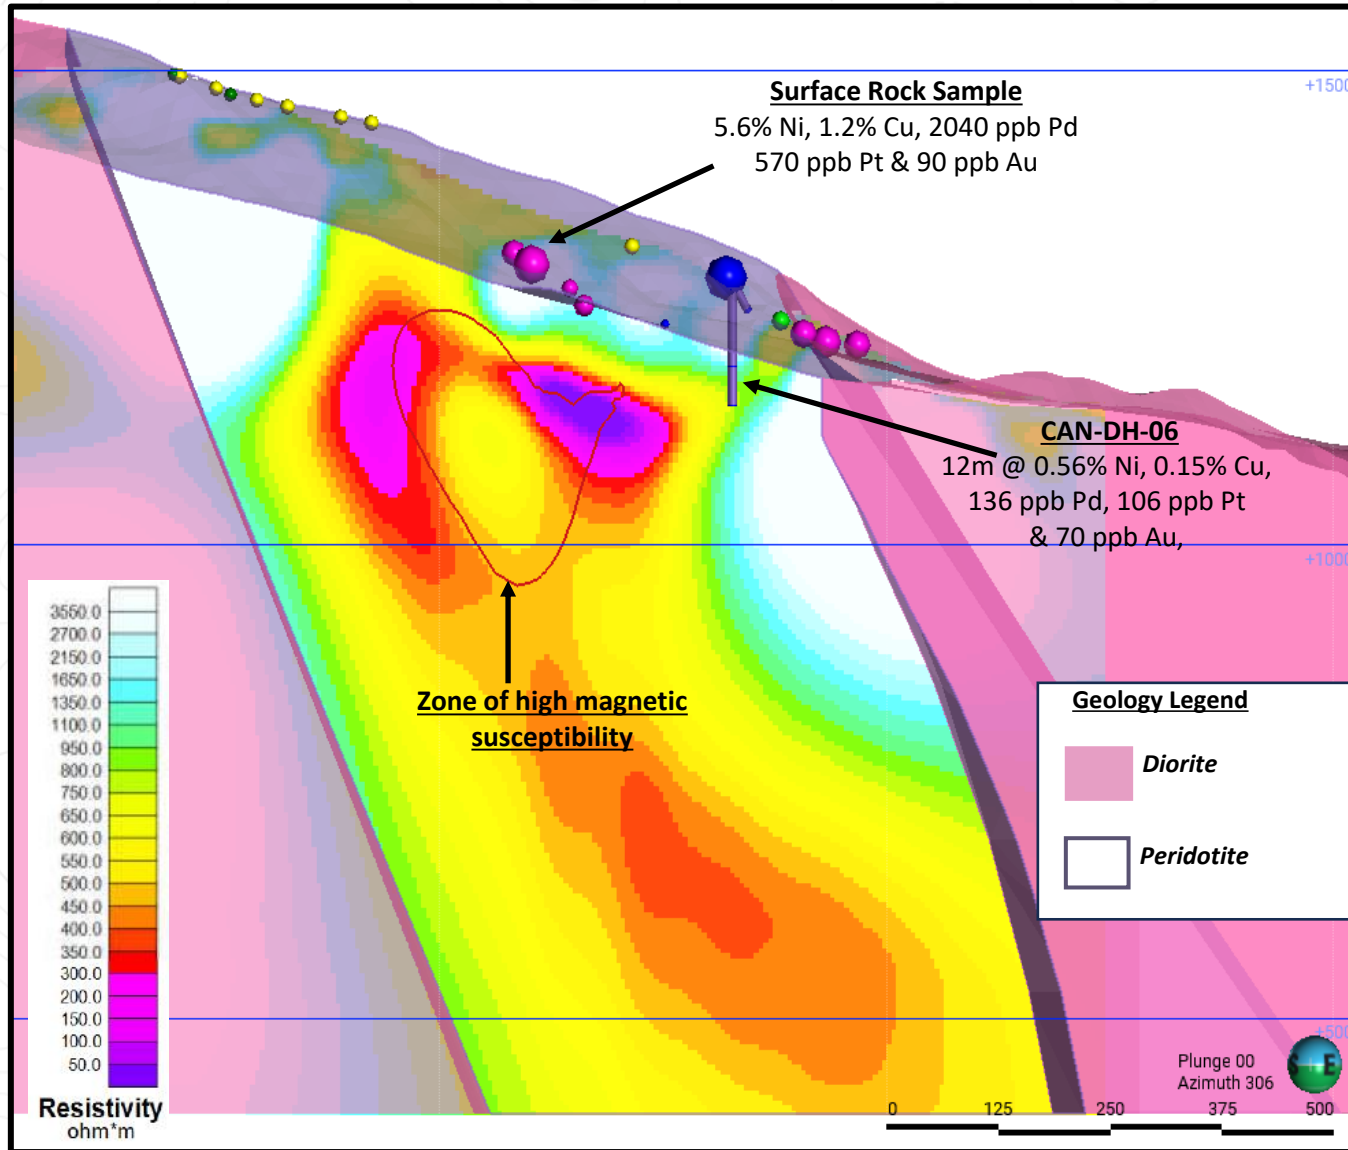 +1500
Surface Rock Sample
5.6% Ni, 1.2% Cu, 2040 ppb Pd
570 ppb Pt & 90 ppb Au
CAN-DH-06
12m @ 0.56% Ni, 0.15% Cu,
136 ppb Pd, 106 ppb Pt
& 70 ppb Au,
+1000
Zone of high magnetic
susceptibility
Geology Legend
Diorite
Peridotite
3550.0
2700.0
2150.0
1650.0
1350.0
1100.0
950.0
800.0
750.0
650.0
600.0
550.0
500.0
450.0
400.0
350.0
300.0
200.0
150.0
100.0
50.0
Resistivity
ohm*m
+500
Plunge 00
Azimuth 306
S E
0 125 250 375 500